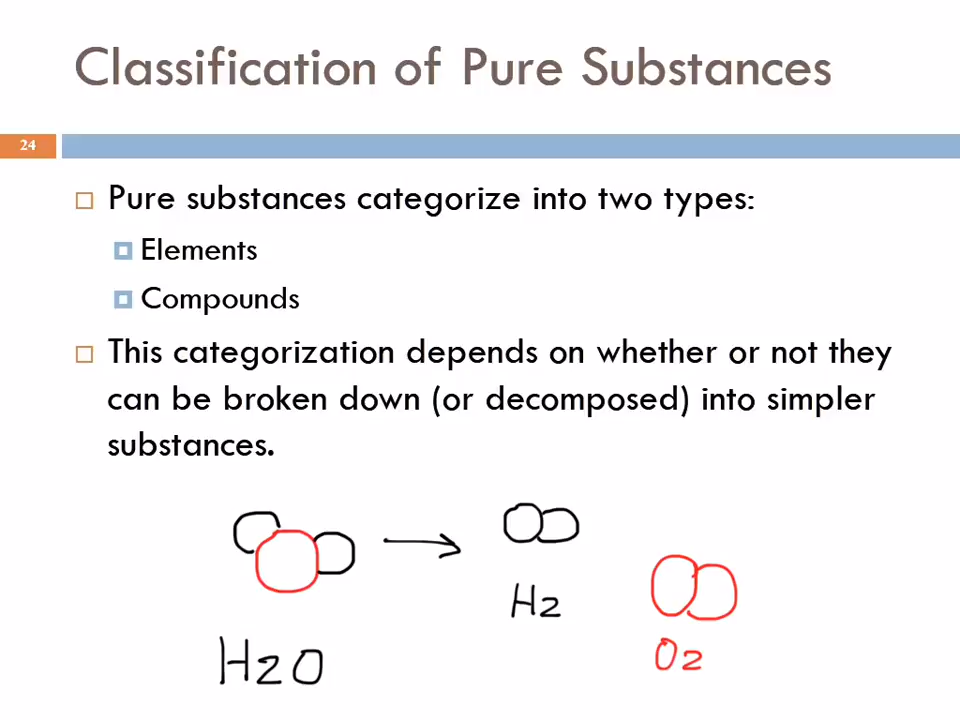 Classification of Pure Substances
24
Pure substances categorize into two types:
Elements
Compounds
This categorization depends on whether or not they
can be broken down (or decomposed) into simpler
substances.
H2
H2O
O2